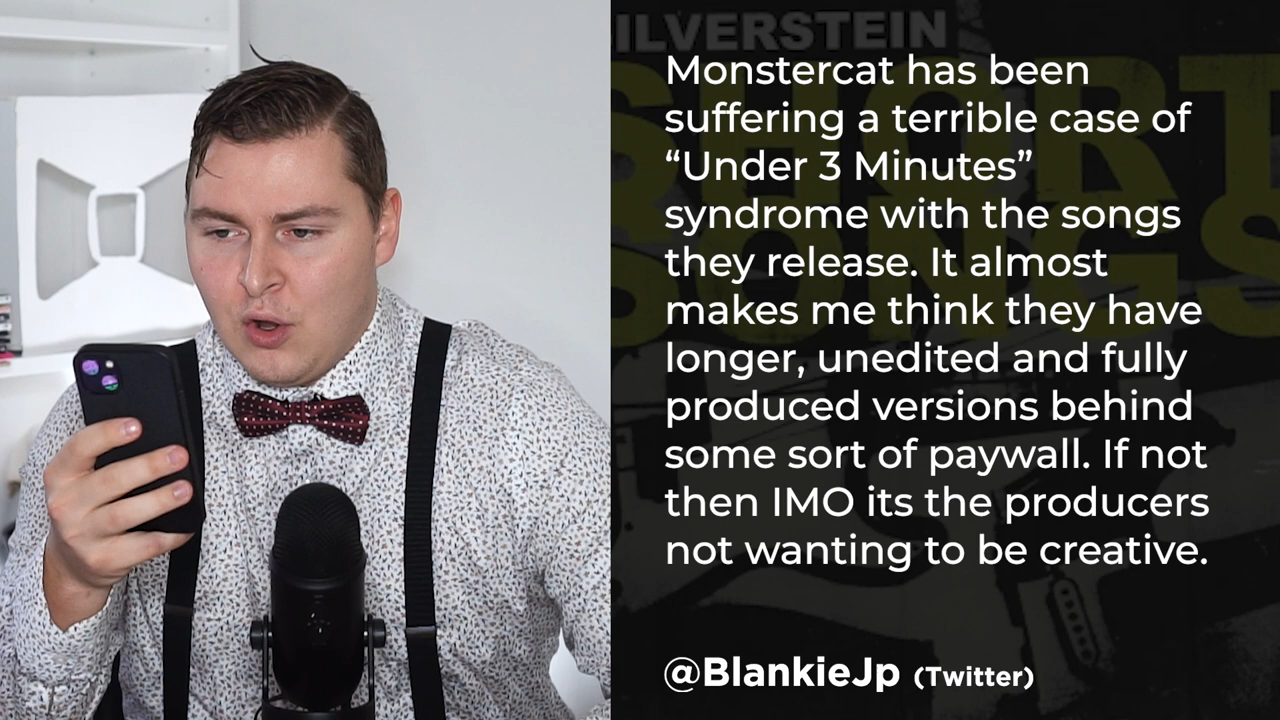 ILVERSTEIN
SHORT
SONGS
Monstercat has been
suffering a terrible case of
“Under 3 Minutes”
syndrome with the songs
they release. It almost
makes me think they have
longer, unedited and fully
produced versions behind
some sort of paywall. If not
then IMO its the producers
not wanting to be creative.
@BlankieJp (Twitter)